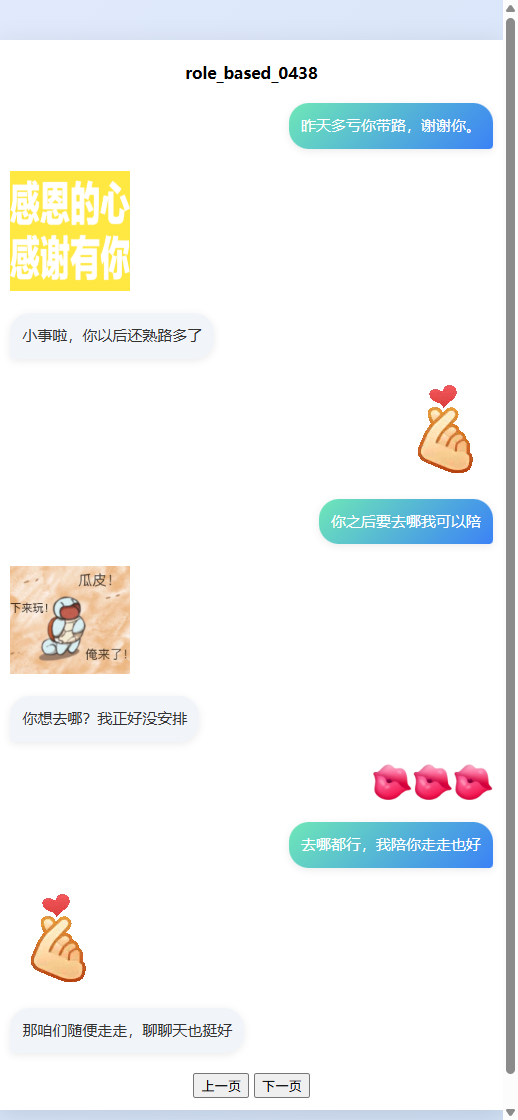 role_based_0438
昨天多亏你带路，谢谢你。
感恩的心
感谢有你
小事啦，你以后还熟路多了
你之后要去哪我可以陪
瓜皮！
下来玩！
俺来了！
你想去哪？我正好没安排
去哪都行，我陪你走走也好
那咱们随便走走，聊聊天也挺好
上一页 下一页